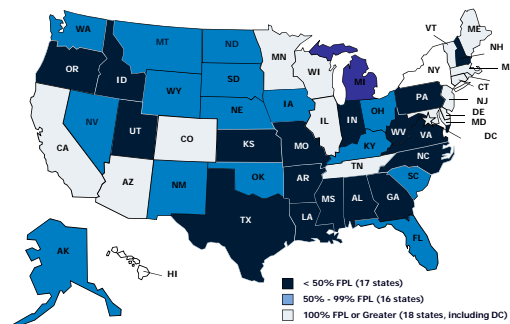 WA
MT
ND
MN
VT
ME
NH
M
OR
ID
SD
WI
MI
NY
CT
WY
IA
PA
NJ
NE
NV
OH
DE
MD
UT
IL
IN
WV
VA
DC
CO
CA
KS
MO
KY
NC
TN
AZ
NM
OK
AR
SC
MS
AL
GA
TX
LA
FL
AK
HI
< 50% FPL (17 states)
50% - 99% FPL (16 states)
100% FPL or Greater (18 states, including DC)